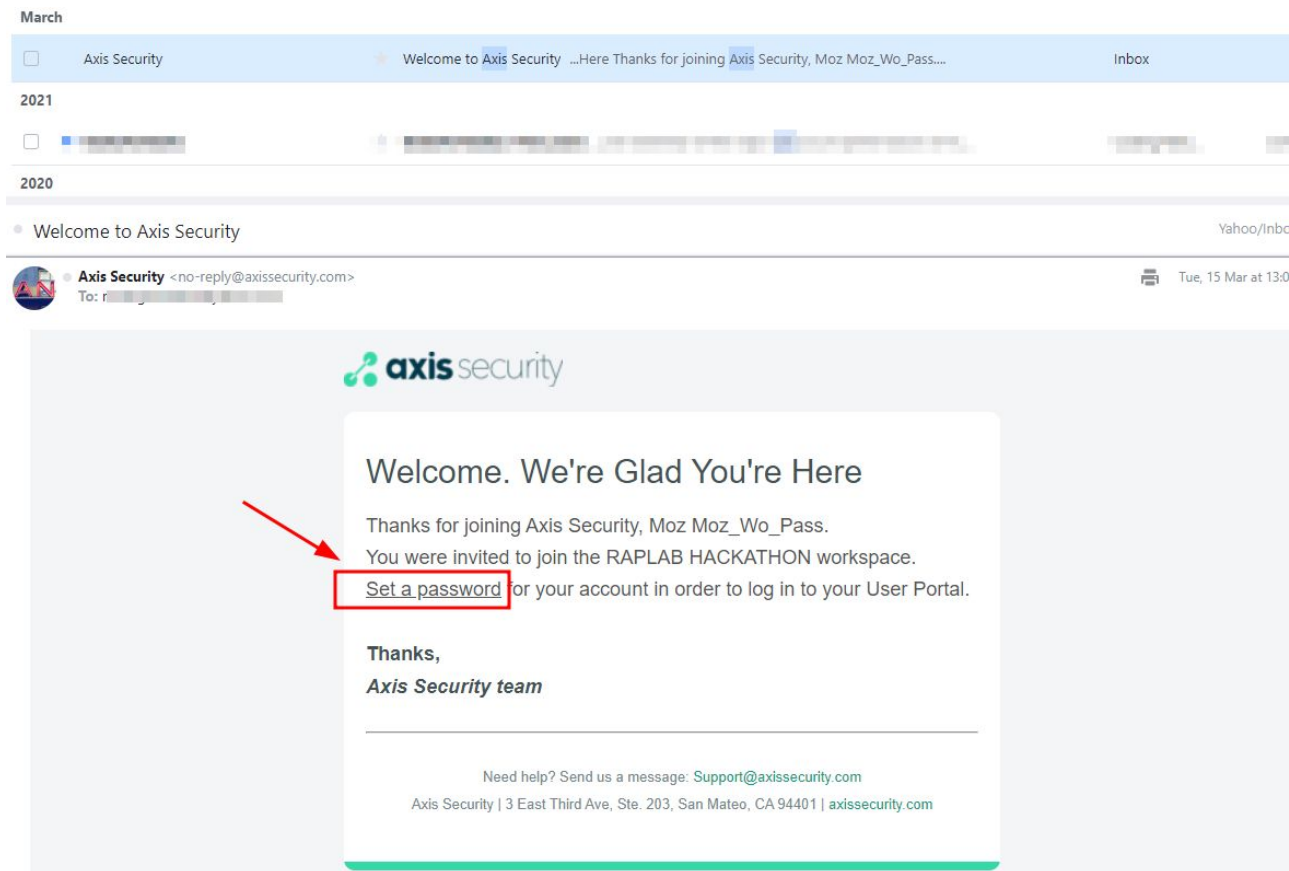 March
Axis Security Welcome to Axis Security ...Here Thanks for joining Axis Security, Moz Moz_Wo_Pass.... Inbox
2021
2020
Welcome to Axis Security Yahoo/Inbo
AN
Axis Security <no-reply@axissecurity.com> Tue, 15 Mar at 13:0
To:
axis security
Welcome. We're Glad You're Here
Thanks for joining Axis Security, Moz Moz_Wo_Pass.
You were invited to join the RAPLAB HACKATHON workspace.
Set a password for your account in order to log in to your User Portal.
Thanks,
Axis Security team
Need help? Send us a message: Support@axissecurity.com
Axis Security | 3 East Third Ave, Ste. 203, San Mateo, CA 94401 | axissecurity.com